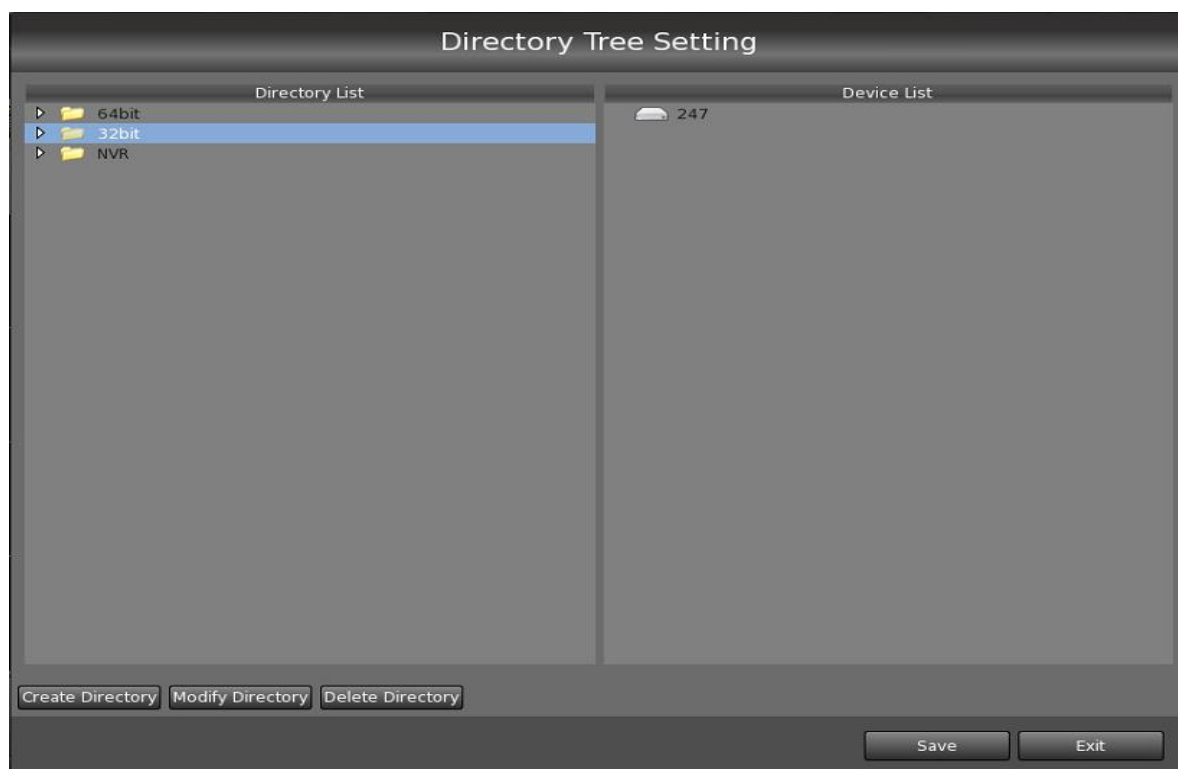 Directory Tree Setting
Directory List
64bit
32bit
NVR
Device List
247
Create Directory
Modify Directory
Delete Directory
Save
Exit